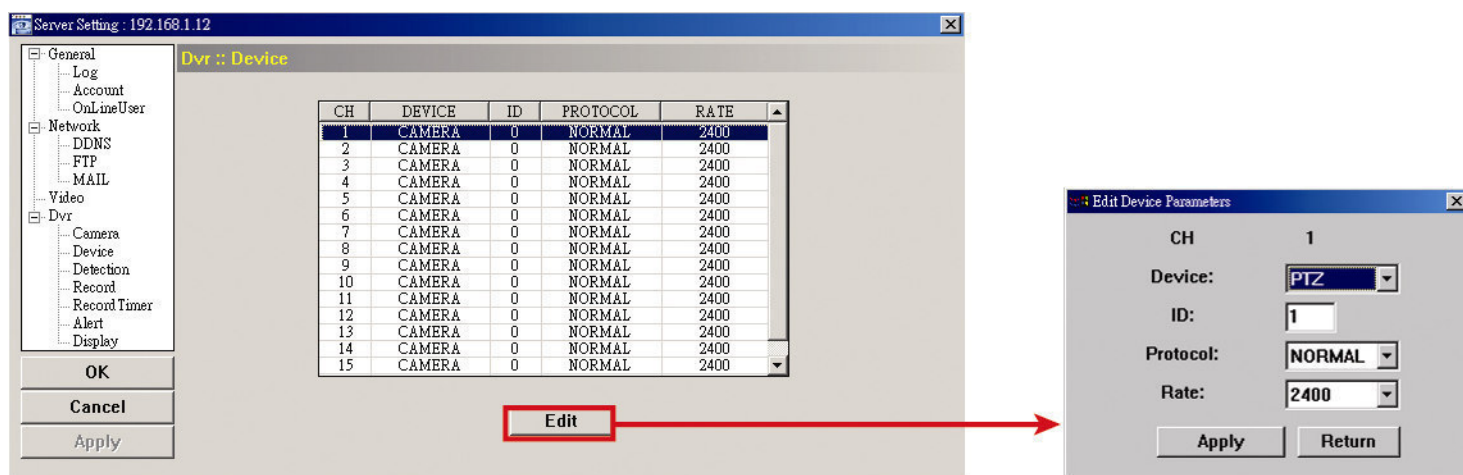 Server Setting : 192.168.1.12
General
Log
Account
OnLineUser
Network
DDNS
FTP
MAIL
Video
Dvr
Camera
Device
Detection
Record
Record Timer
Alert
Display
OK
Cancel
Apply
Dvr :: Device
CH DEVICE ID PROTOCOL RATE
1 CAMERA 0 NORMAL 2400
2 CAMERA 0 NORMAL 2400
3 CAMERA 0 NORMAL 2400
4 CAMERA 0 NORMAL 2400
5 CAMERA 0 NORMAL 2400
6 CAMERA 0 NORMAL 2400
7 CAMERA 0 NORMAL 2400
8 CAMERA 0 NORMAL 2400
9 CAMERA 0 NORMAL 2400
10 CAMERA 0 NORMAL 2400
11 CAMERA 0 NORMAL 2400
12 CAMERA 0 NORMAL 2400
13 CAMERA 0 NORMAL 2400
14 CAMERA 0 NORMAL 2400
15 CAMERA 0 NORMAL 2400
Edit
Edit Device Parameters
CH 1
Device: PTZ
ID: 1
Protocol: NORMAL
Rate: 2400
Apply Return